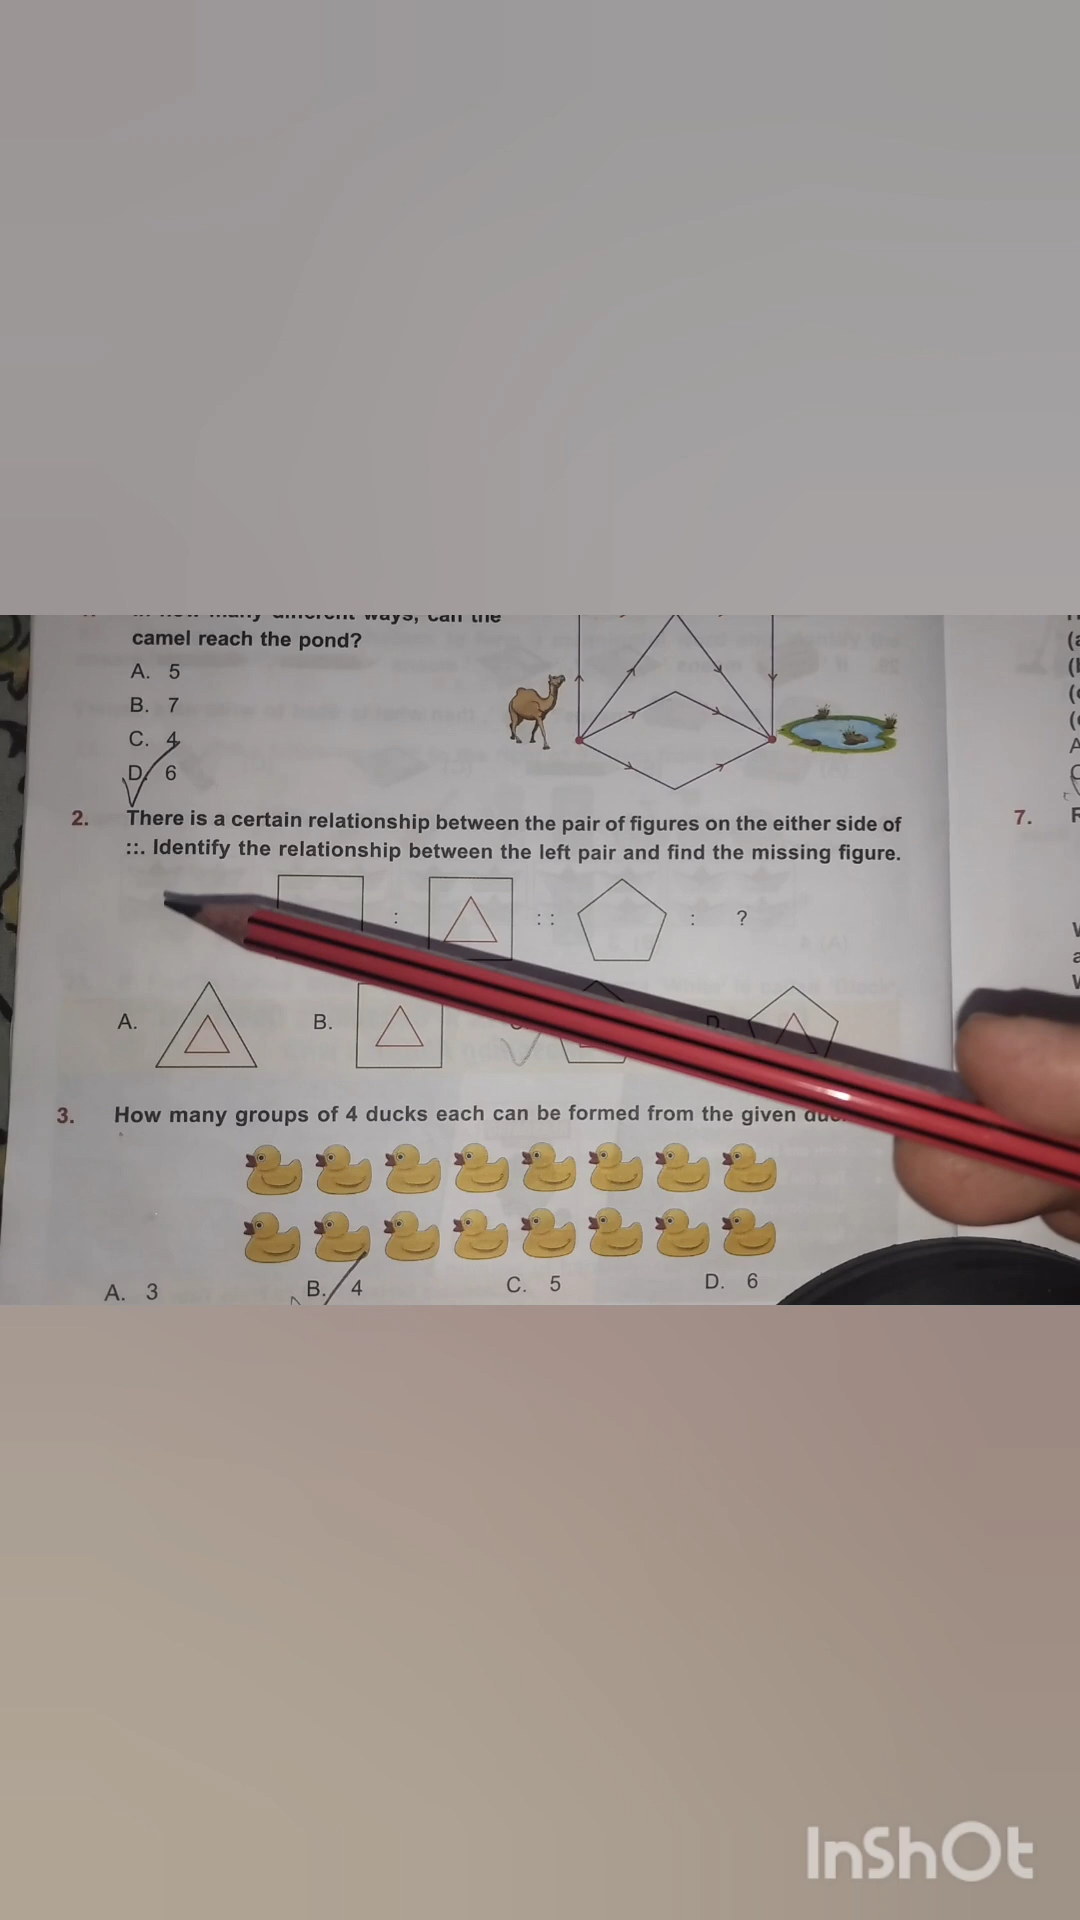 camel reach the pond?
A. 5
B. 7
C. 4
D. 6
2. There is a certain relationship between the pair of figures on the either side of
::. Identify the relationship between the left pair and find the missing figure.
: :: : ?
A. B. D.
3. How many groups of 4 ducks each can be formed from the given
A. 3 B. 4 C. 5 D. 6
7.
InShOt